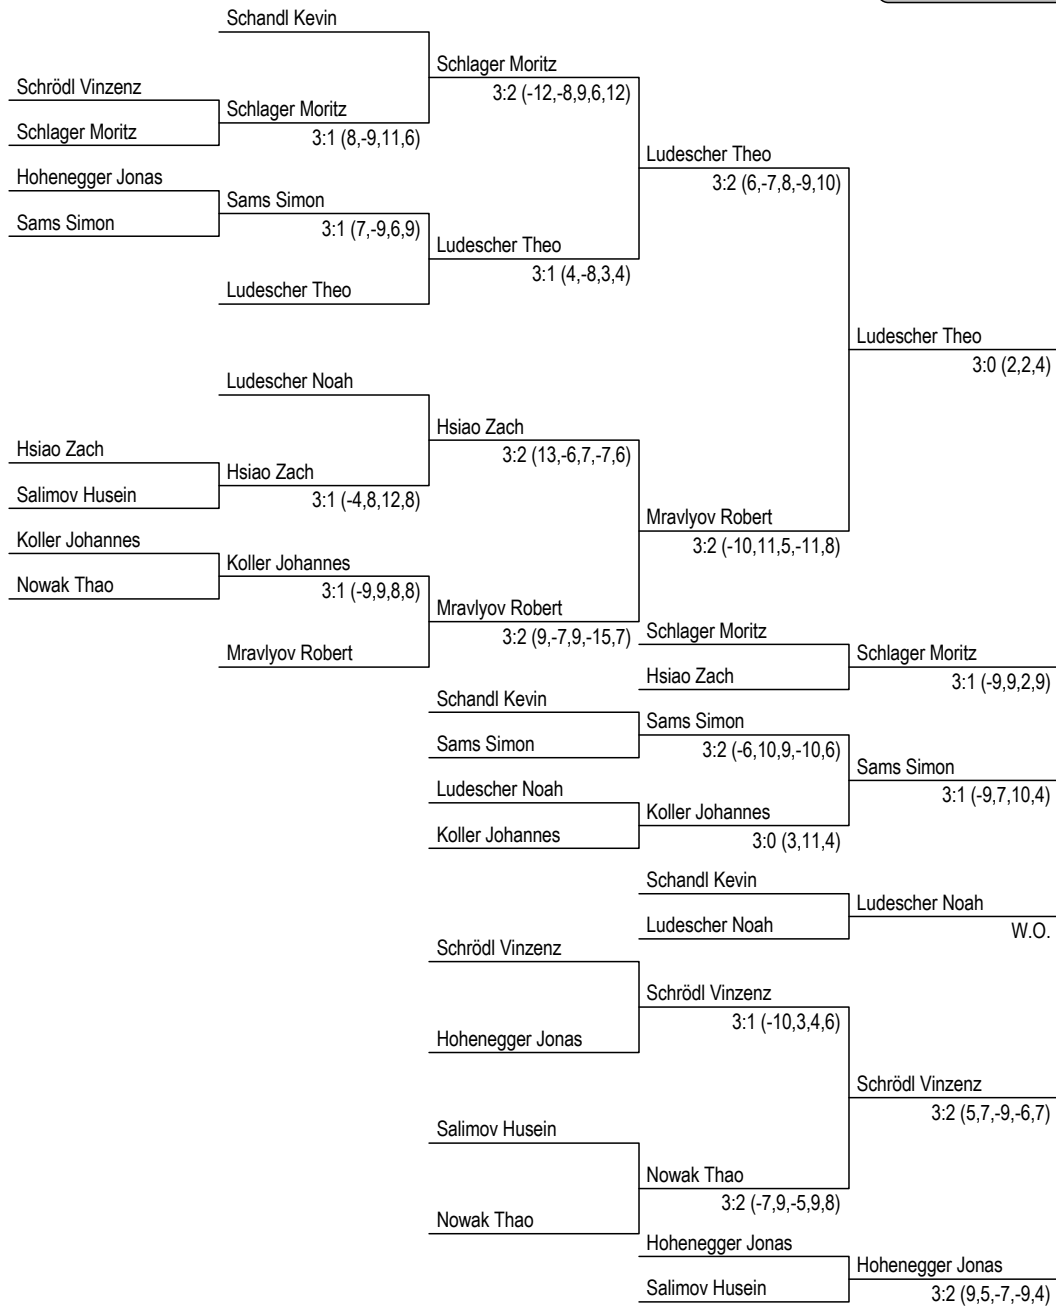 Schandl Kevin
Schlager Moritz
3:2 (-12,-8,9,6,12)
Schrödl Vinzenz
Schlager Moritz
Schlager Moritz
3:1 (8,-9,11,6)
Ludescher Theo
3:2 (6,-7,8,-9,10)
Hohenegger Jonas
Sams Simon
Sams Simon
3:1 (7,-9,6,9)
Ludescher Theo
3:1 (4,-8,3,4)
Ludescher Theo
Ludescher Theo
3:0 (2,2,4)
Ludescher Noah
Hsiao Zach
3:2 (13,-6,7,-7,6)
Hsiao Zach
Hsiao Zach
Salimov Husein
3:1 (-4,8,12,8)
Mravlyov Robert
3:2 (-10,11,5,-11,8)
Koller Johannes
Koller Johannes
Nowak Thao
3:1 (-9,9,8,8)
Mravlyov Robert
3:2 (9,-7,9,-15,7)
Mravlyov Robert
Schlager Moritz
Schlager Moritz
Hsiao Zach
3:1 (-9,9,2,9)
Schandl Kevin
Sams Simon
Sams Simon
3:2 (-6,10,9,-10,6)
Sams Simon
3:1 (-9,7,10,4)
Ludescher Noah
Koller Johannes
Koller Johannes
3:0 (3,11,4)
Schandl Kevin
Ludescher Noah
Ludescher Noah
W.O.
Schrödl Vinzenz
Schrödl Vinzenz
3:1 (-10,3,4,6)
Hohenegger Jonas
Schrödl Vinzenz
3:2 (5,7,-9,-6,7)
Salimov Husein
Nowak Thao
3:2 (-7,9,-5,9,8)
Nowak Thao
Hohenegger Jonas
Hohenegger Jonas
Salimov Husein
3:2 (9,5,-7,-9,4)